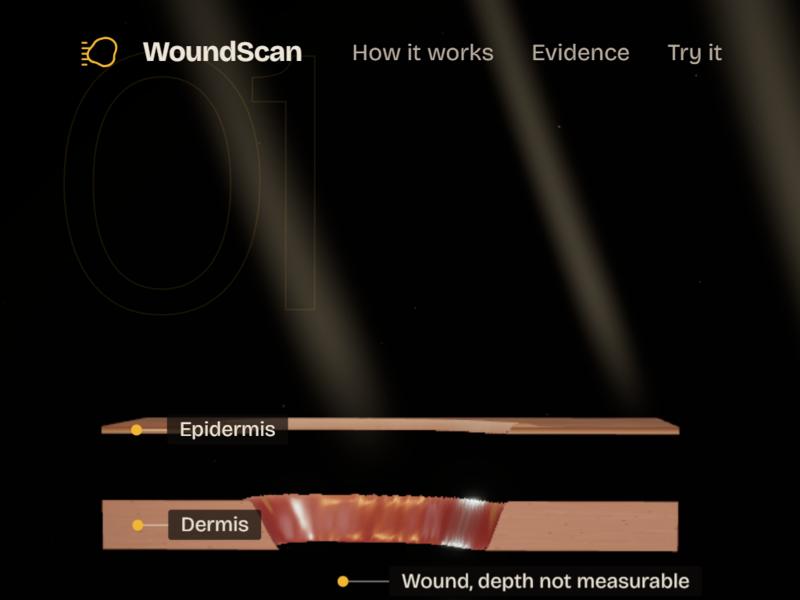 WoundScan How it works Evidence Try it
01
Epidermis
Dermis
Wound, depth not measurable